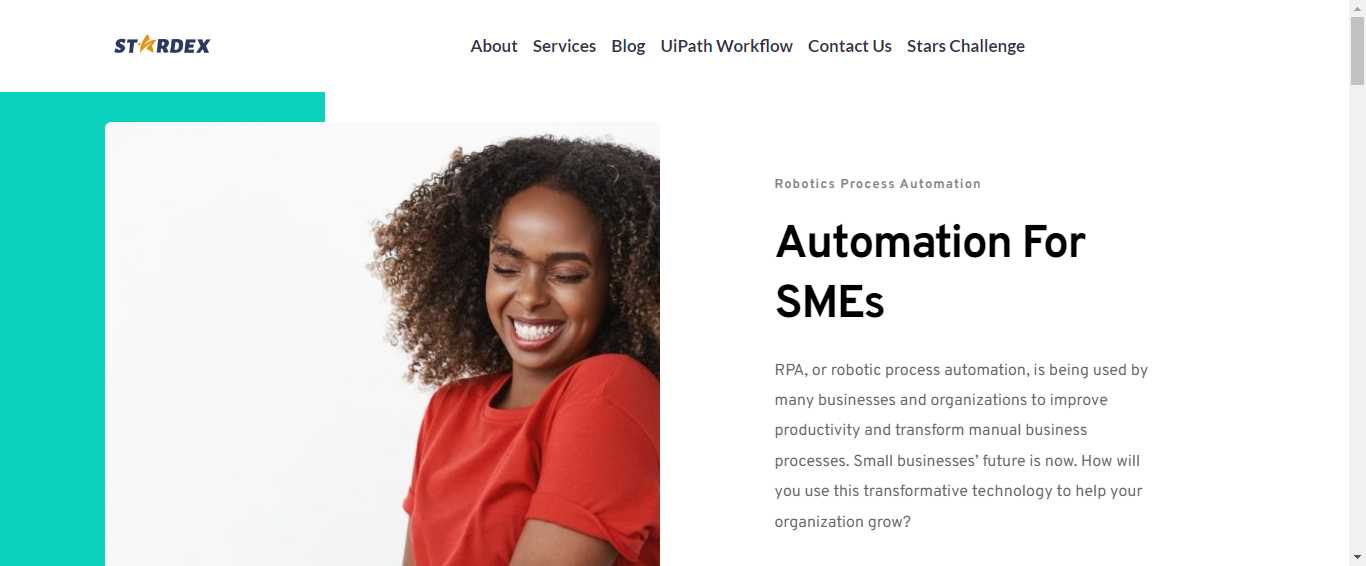 STARDEX
About Services Blog UiPath Workflow Contact Us Stars Challenge
Robotics Process Automation
Automation For
SMEs
RPA, or robotic process automation, is being used by
many businesses and organizations to improve
productivity and transform manual business
processes. Small businesses’ future is now. How will
you use this transformative technology to help your
organization grow?